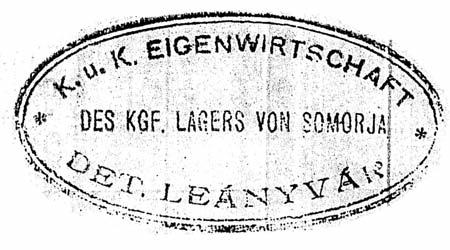 K. u. K. EIGENWIRTSCHAFT
* DES KGF. LAGERS VON SOMORJA *
DET. LEÁNYVÁR